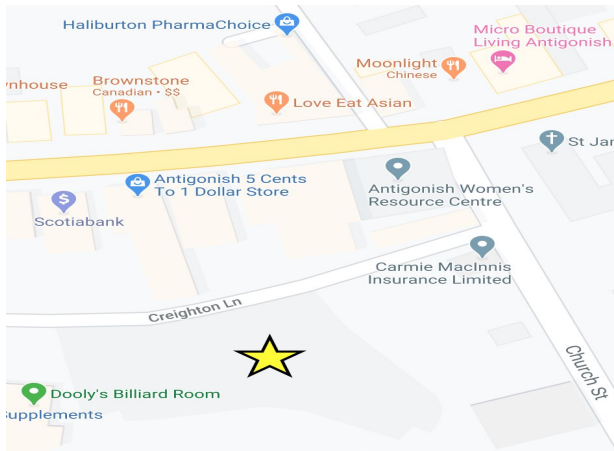 Haliburton PharmaChoice
Micro Boutique
Living Antigonish
Moonlight
Chinese
Brownstone
Canadian • $$
Love Eat Asian
St Jam
Antigonish 5 Cents
To 1 Dollar Store
Antigonish Women's
Resource Centre
$
Scotiabank
Carmie MacInnis
Insurance Limited
Creighton Ln
Church St
Dooly's Billiard Room
Supplements